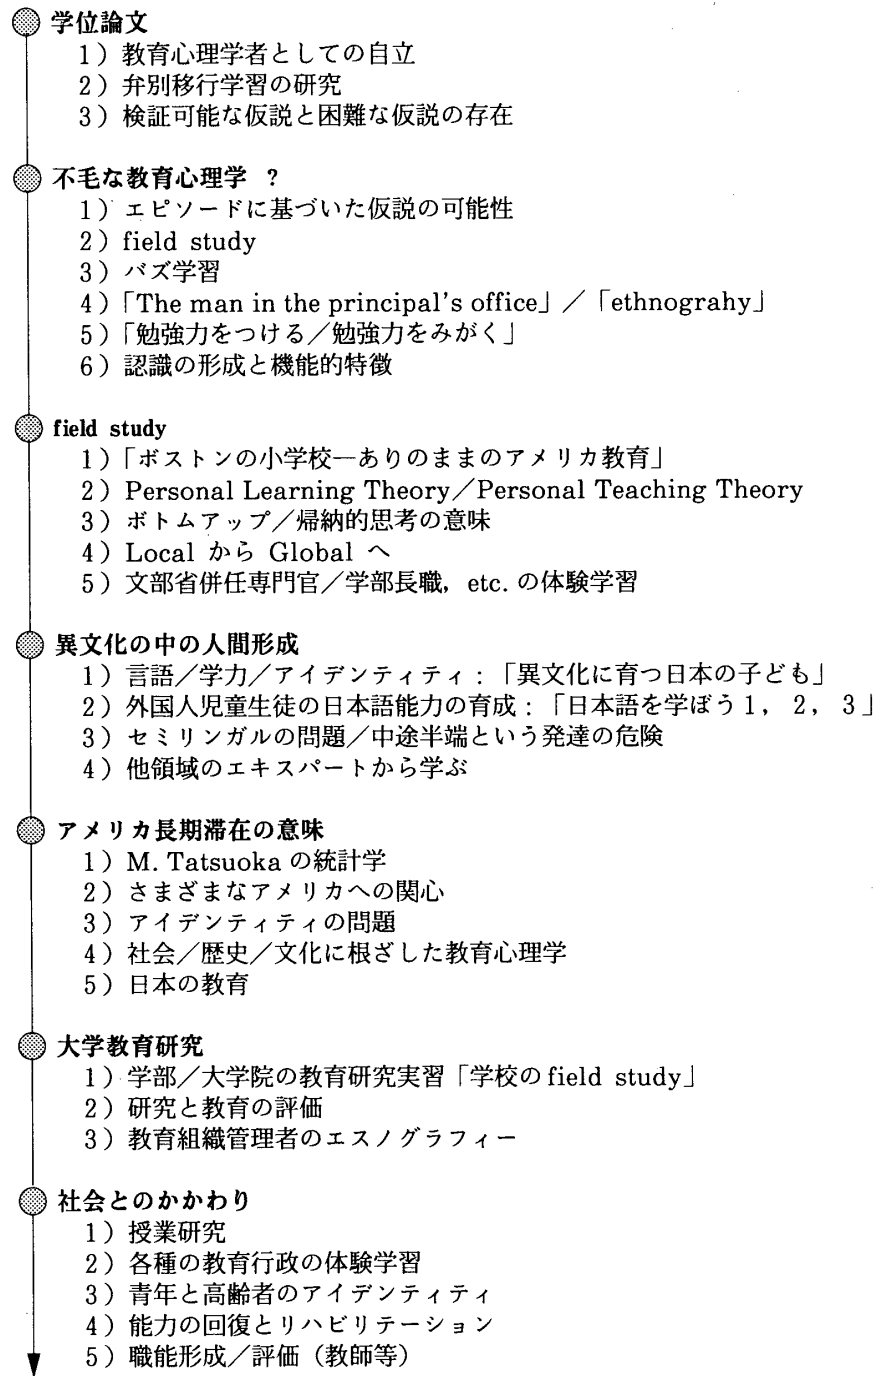 学位論文
1）教育心理学者としての自立
2）弁別移行学習の研究
3）検証可能な仮説と困難な仮説の存在
不毛な教育心理学 ？
1）エピソードに基づいた仮説の可能性
2）field study
3）バズ学習
4）「The man in the principal's office」／「ethnograhy」
5）「勉強力をつける／勉強力をみがく」
6）認識の形成と機能的特徴
field study
1）「ボストンの小学校―ありのままのアメリカ教育」
2）Personal Learning Theory／Personal Teaching Theory
3）ボトムアップ／帰納的思考の意味
4）Local から Global へ
5）文部省併任専門官／学部長職，etc. の体験学習
異文化の中の人間形成
1）言語／学力／アイデンティティ：「異文化に育つ日本の子ども」
2）外国人児童生徒の日本語能力の育成：「日本語を学ぼう1，2，3」
3）セミリンガルの問題／中途半端という発達の危険
4）他領域のエキスパートから学ぶ
アメリカ長期滞在の意味
1）M. Tatsuoka の統計学
2）さまざまなアメリカへの関心
3）アイデンティティの問題
4）社会／歴史／文化に根ざした教育心理学
5）日本の教育
大学教育研究
1）学部／大学院の教育研究実習「学校の field study」
2）研究と教育の評価
3）教育組織管理者のエスノグラフィー
社会とのかかわり
1）授業研究
2）各種の教育行政の体験学習
3）青年と高齢者のアイデンティティ
4）能力の回復とリハビリテーション
5）職能形成／評価（教師等）